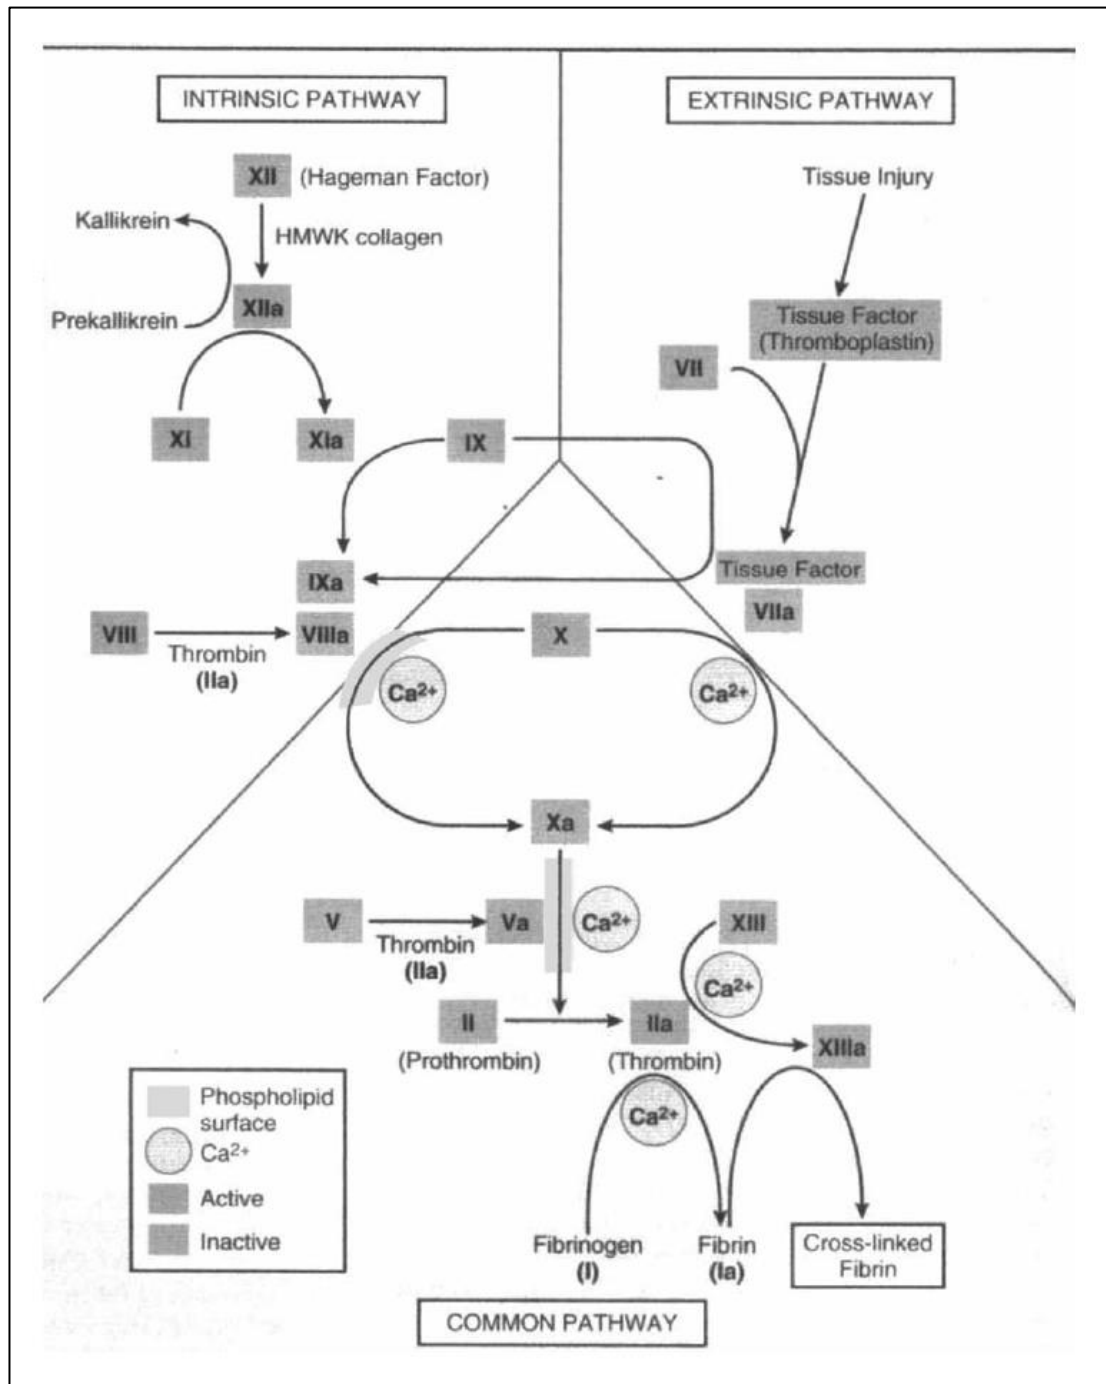 INTRINSIC PATHWAY
EXTRINSIC PATHWAY
XII (Hageman Factor)
Tissue Injury
Kallikrein
HMWK collagen
XIIa
Prekallikrein
Tissue Factor
(Thromboplastin)
VII
XI
XIa
IX
IXa
Tissue Factor
VIIa
VIII
VIIIa
X
Thrombin
(IIa)
Ca2+
Ca2+
Xa
V
Va
Ca2+
XIII
Thrombin
(IIa)
Ca2+
II
IIa
XIIIa
(Prothrombin)
(Thrombin)
Phospholipid
surface
Ca2+
Ca2+
Active
Inactive
Fibrinogen
(I)
Fibrin
(Ia)
Cross-linked
Fibrin
COMMON PATHWAY